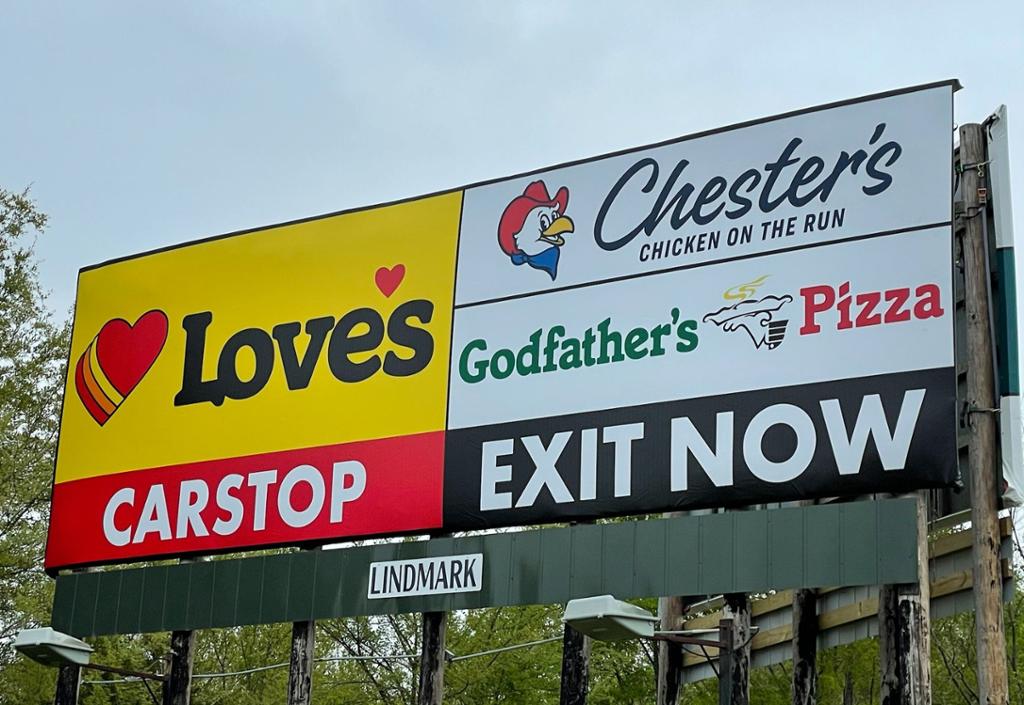 Love's
CARSTOP
Chester's
CHICKEN ON THE RUN
Godfather's Pizza
EXIT NOW
LINDMARK